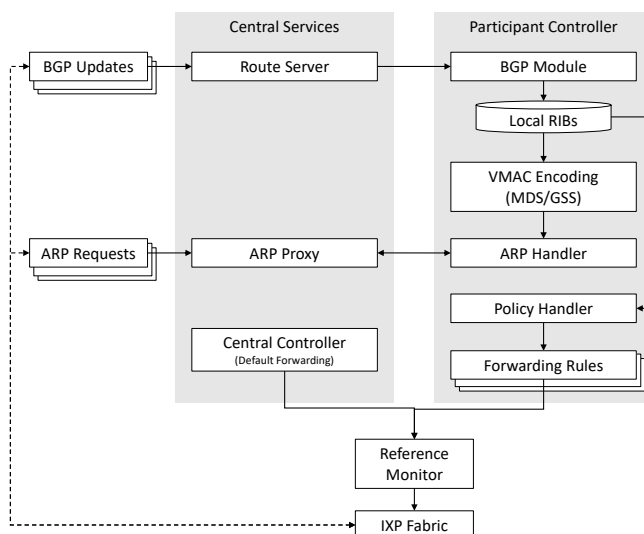 Central Services
Participant Controller
BGP Updates
Route Server
BGP Module
Local RIBs
VMAC Encoding
(MDS/GSS)
ARP Requests
ARP Proxy
ARP Handler
Policy Handler
Central Controller
(Default Forwarding)
Forwarding Rules
Reference
Monitor
IXP Fabric